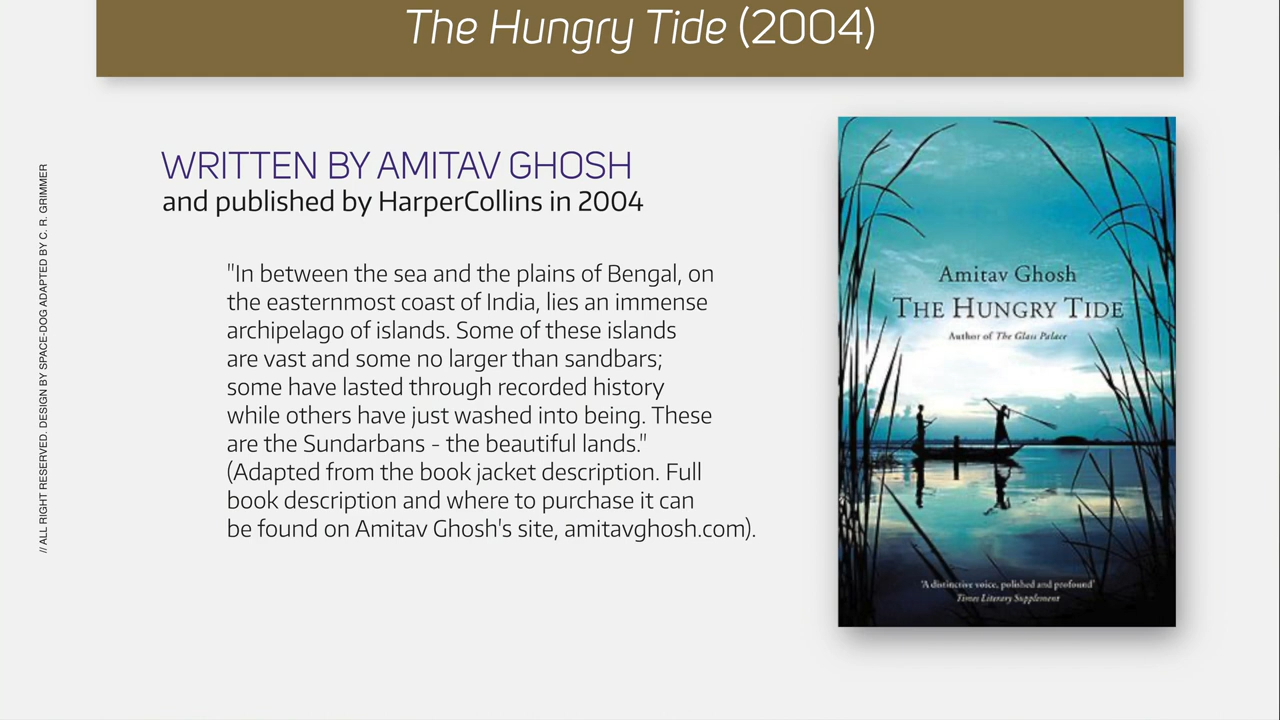 The Hungry Tide (2004)
WRITTEN BY AMITAV GHOSH
and published by HarperCollins in 2004
"In between the sea and the plains of Bengal, on
the easternmost coast of India, lies an immense
archipelago of islands. Some of these islands
are vast and some no larger than sandbars;
some have lasted through recorded history
while others have just washed into being. These
are the Sundarbans - the beautiful lands."
(Adapted from the book jacket description. Full
book description and where to purchase it can
be found on Amitav Ghosh's site, amitavghosh.com).
Amitav Ghosh
THE HUNGRY TIDE
Author of The Glass Palace
'A distinctive voice, polished and profound'
Times Literary Supplement
// ALL RIGHT RESERVED. DESIGN BY SPACE-DOG ADAPTED BY C. R. GRIMMER